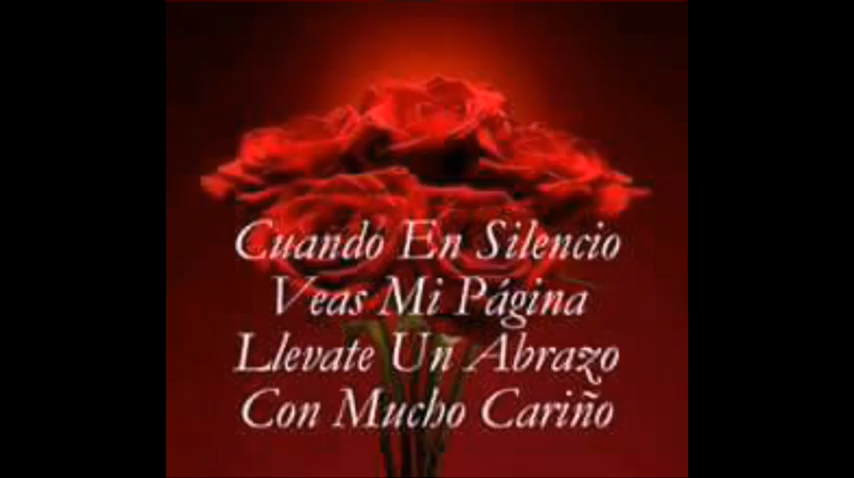 Cuando En Silencio
Veas Mi Página
Llevate Un Abrazo
Con Mucho Cariño